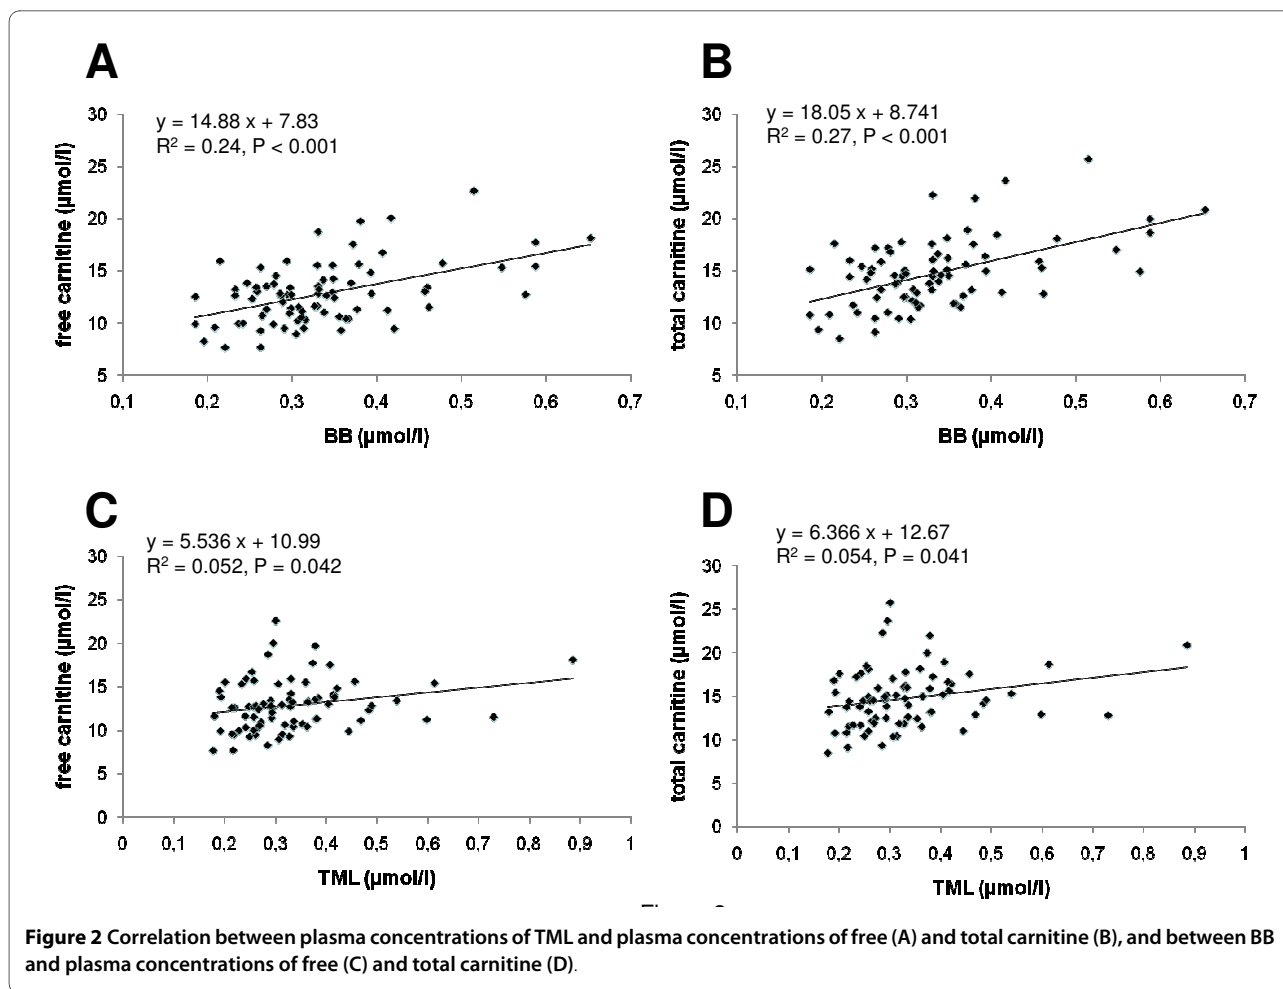 A
y = 14.88 x + 7.83
R² = 0.24, P < 0.001
free carnitine (µmol/l)
30
25
20
15
10
5
0,1 0,2 0,3 0,4 0,5 0,6 0,7
BB (µmol/l)
B
y = 18.05 x + 8.741
R² = 0.27, P < 0.001
total carnitine (µmol/l)
30
25
20
15
10
5
0,1 0,2 0,3 0,4 0,5 0,6 0,7
BB (µmol/l)
C
y = 5.536 x + 10.99
R² = 0.052, P = 0.042
free carnitine (µmol/l)
30
25
20
15
10
5
0
0 0,1 0,2 0,3 0,4 0,5 0,6 0,7 0,8 0,9 1
TML (µmol/l)
D
y = 6.366 x + 12.67
R² = 0.054, P = 0.041
total carnitine (µmol/l)
30
25
20
15
10
5
0
0 0,1 0,2 0,3 0,4 0,5 0,6 0,7 0,8 0,9 1
TML (µmol/l)
Figure 2 Correlation between plasma concentrations of TML and plasma concentrations of free (A) and total carnitine (B), and between BB
and plasma concentrations of free (C) and total carnitine (D).